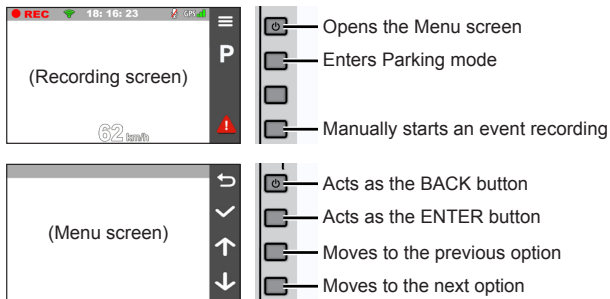 REC 18: 16: 23 GPS
P
(Recording screen)
62 km/h
Opens the Menu screen
Enters Parking mode
Manually starts an event recording
(Menu screen)
Acts as the BACK button
Acts as the ENTER button
Moves to the previous option
Moves to the next option